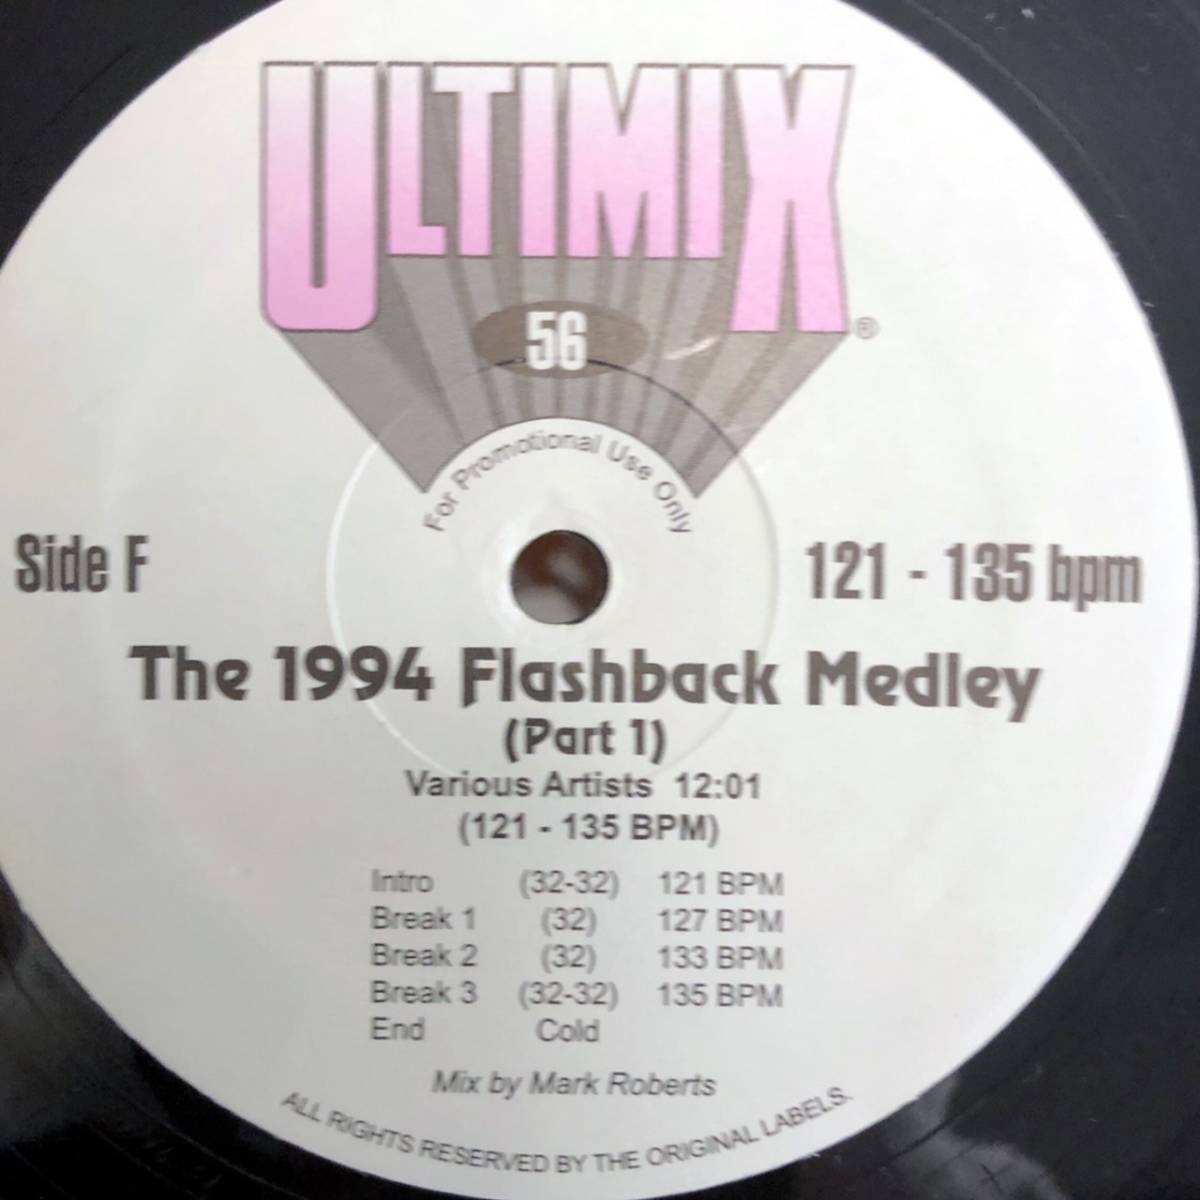 ULTIMIX®
56
For Promotional Use Only
Side F
121 - 135 bpm
The 1994 Flashback Medley
(Part 1)
Various Artists 12:01
(121 - 135 BPM)
Intro (32-32) 121 BPM
Break 1 (32) 127 BPM
Break 2 (32) 133 BPM
Break 3 (32-32) 135 BPM
End Cold
Mix by Mark Roberts
ALL RIGHTS RESERVED BY THE ORIGINAL LABELS.